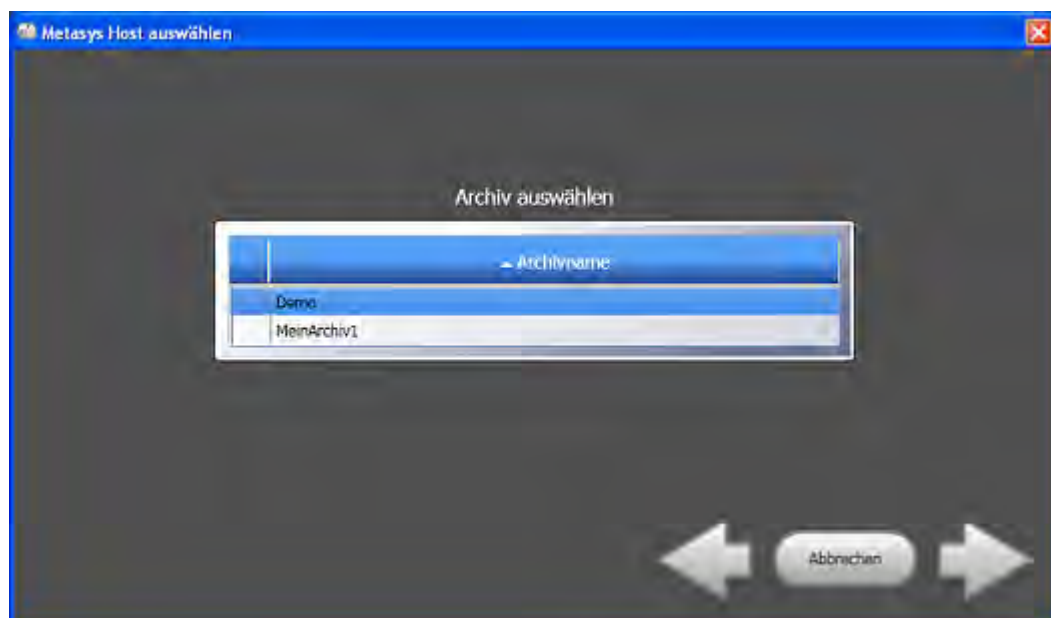 Metasys Host auswählen
Archiv auswählen
Archivname
Demo
MeinArchiv1
Abbrechen